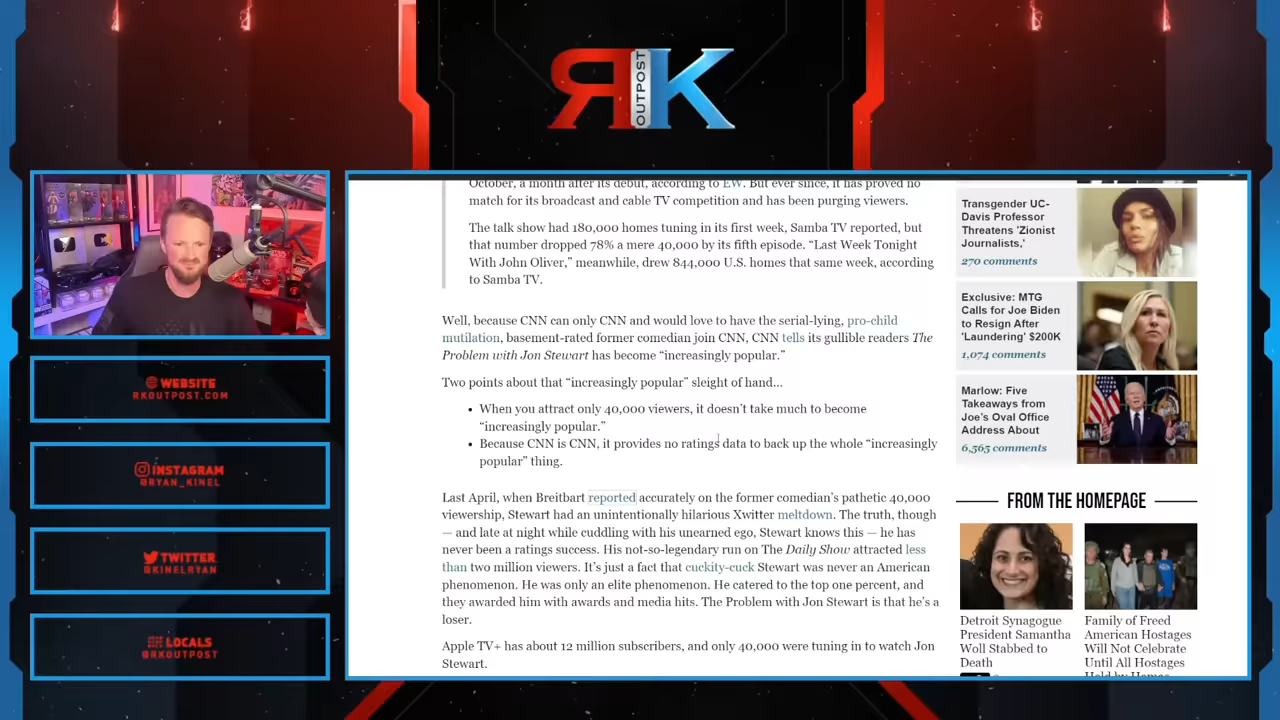 RK
OUTPOST
WEBSITE
RKOUTPOST.COM
INSTAGRAM
@RYAN_KINEL
TWITTER
@KINELRYAN
LOCALS
@RKOUTPOST
October, a month after its debut, according to EW. But ever since, it has proved no
match for its broadcast and cable TV competition and has been purging viewers.
The talk show had 180,000 homes tuning in its first week, Samba TV reported, but
that number dropped 78% a mere 40,000 by its fifth episode. “Last Week Tonight
With John Oliver,” meanwhile, drew 844,000 U.S. homes that same week, according
to Samba TV.
Well, because CNN can only CNN and would love to have the serial-lying, pro-child
mutilation, basement-rated former comedian join CNN, CNN tells its gullible readers The
Problem with Jon Stewart has become “increasingly popular.”
Two points about that “increasingly popular” sleight of hand…
• When you attract only 40,000 viewers, it doesn’t take much to become
“increasingly popular.”
• Because CNN is CNN, it provides no ratings data to back up the whole “increasingly
popular” thing.
Last April, when Breitbart reported accurately on the former comedian’s pathetic 40,000
viewership, Stewart had an unintentionally hilarious Xwitter meltdown. The truth, though
— and late at night while cuddling with his unearned ego, Stewart knows this — he has
never been a ratings success. His not-so-legendary run on The Daily Show attracted less
than two million viewers. It’s just a fact that cuckity-cuck Stewart was never an American
phenomenon. He was only an elite phenomenon. He catered to the top one percent, and
they awarded him with awards and media hits. The Problem with Jon Stewart is that he’s a
loser.
Apple TV+ has about 12 million subscribers, and only 40,000 were tuning in to watch Jon
Stewart.
Transgender UC-
Davis Professor
Threatens 'Zionist
Journalists,'
270 comments
Exclusive: MTG
Calls for Joe Biden
to Resign After
'Laundering' $200K
1,074 comments
Marlow: Five
Takeaways from
Joe's Oval Office
Address About
6,565 comments
FROM THE HOMEPAGE
Detroit Synagogue
President Samantha
Woll Stabbed to
Death
Family of Freed
American Hostages
Will Not Celebrate
Until All Hostages
Held by Hamas